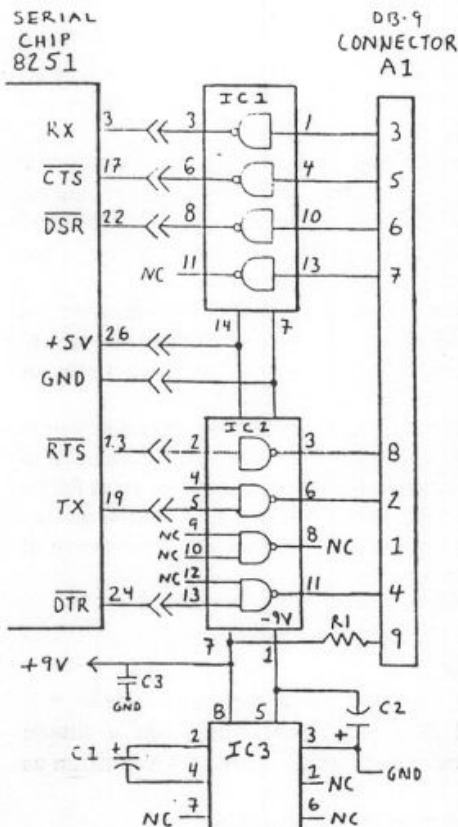 SERIAL
CHIP
8251
DB-9
CONNECTOR
A1
IC1
RX 3 3 1 3
CTS 17 6 4 5
DSR 22 8 10 6
NC 11 13 7
14 7
+5V 26
GND
IC2
RTS 23 2 3 8
4
TX 19 5 6 2
NC 9
NC 10 8 NC 1
NC 12
DTR 24 13 11 4
-9V
7 1 R1 9
+9V
C3
GND
8 5
C2
C1 + 2 IC3 3 +
4 1 NC GND
NC 7 6 NC